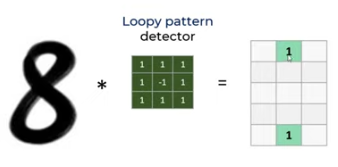 Loopy pattern
detector
8 * 1 1 1 =
1 -1 1
1 1 1
1
1